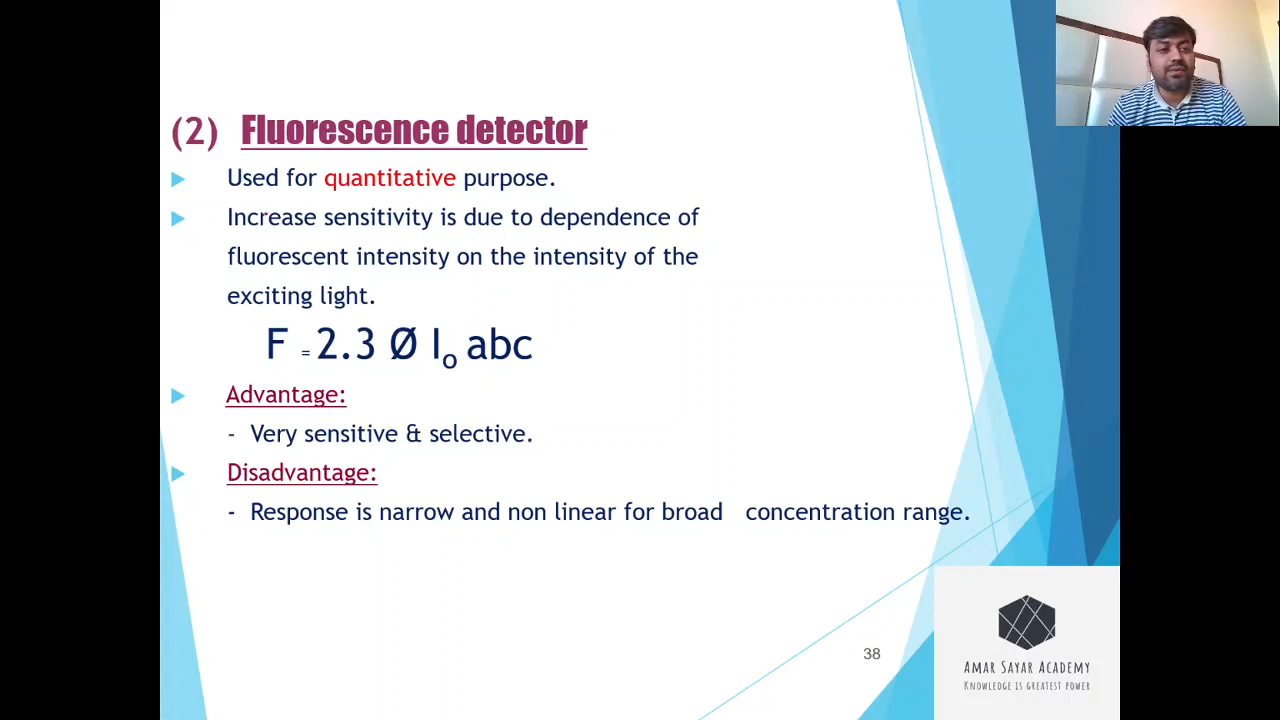 (2) Fluorescence detector
Used for quantitative purpose.
Increase sensitivity is due to dependence of
fluorescent intensity on the intensity of the
exciting light.
F = 2.3 Ø Io abc
Advantage:
- Very sensitive & selective.
Disadvantage:
- Response is narrow and non linear for broad concentration range.
38
AMAR SAYAR ACADEMY
KNOWLEDGE IS GREATEST POWER